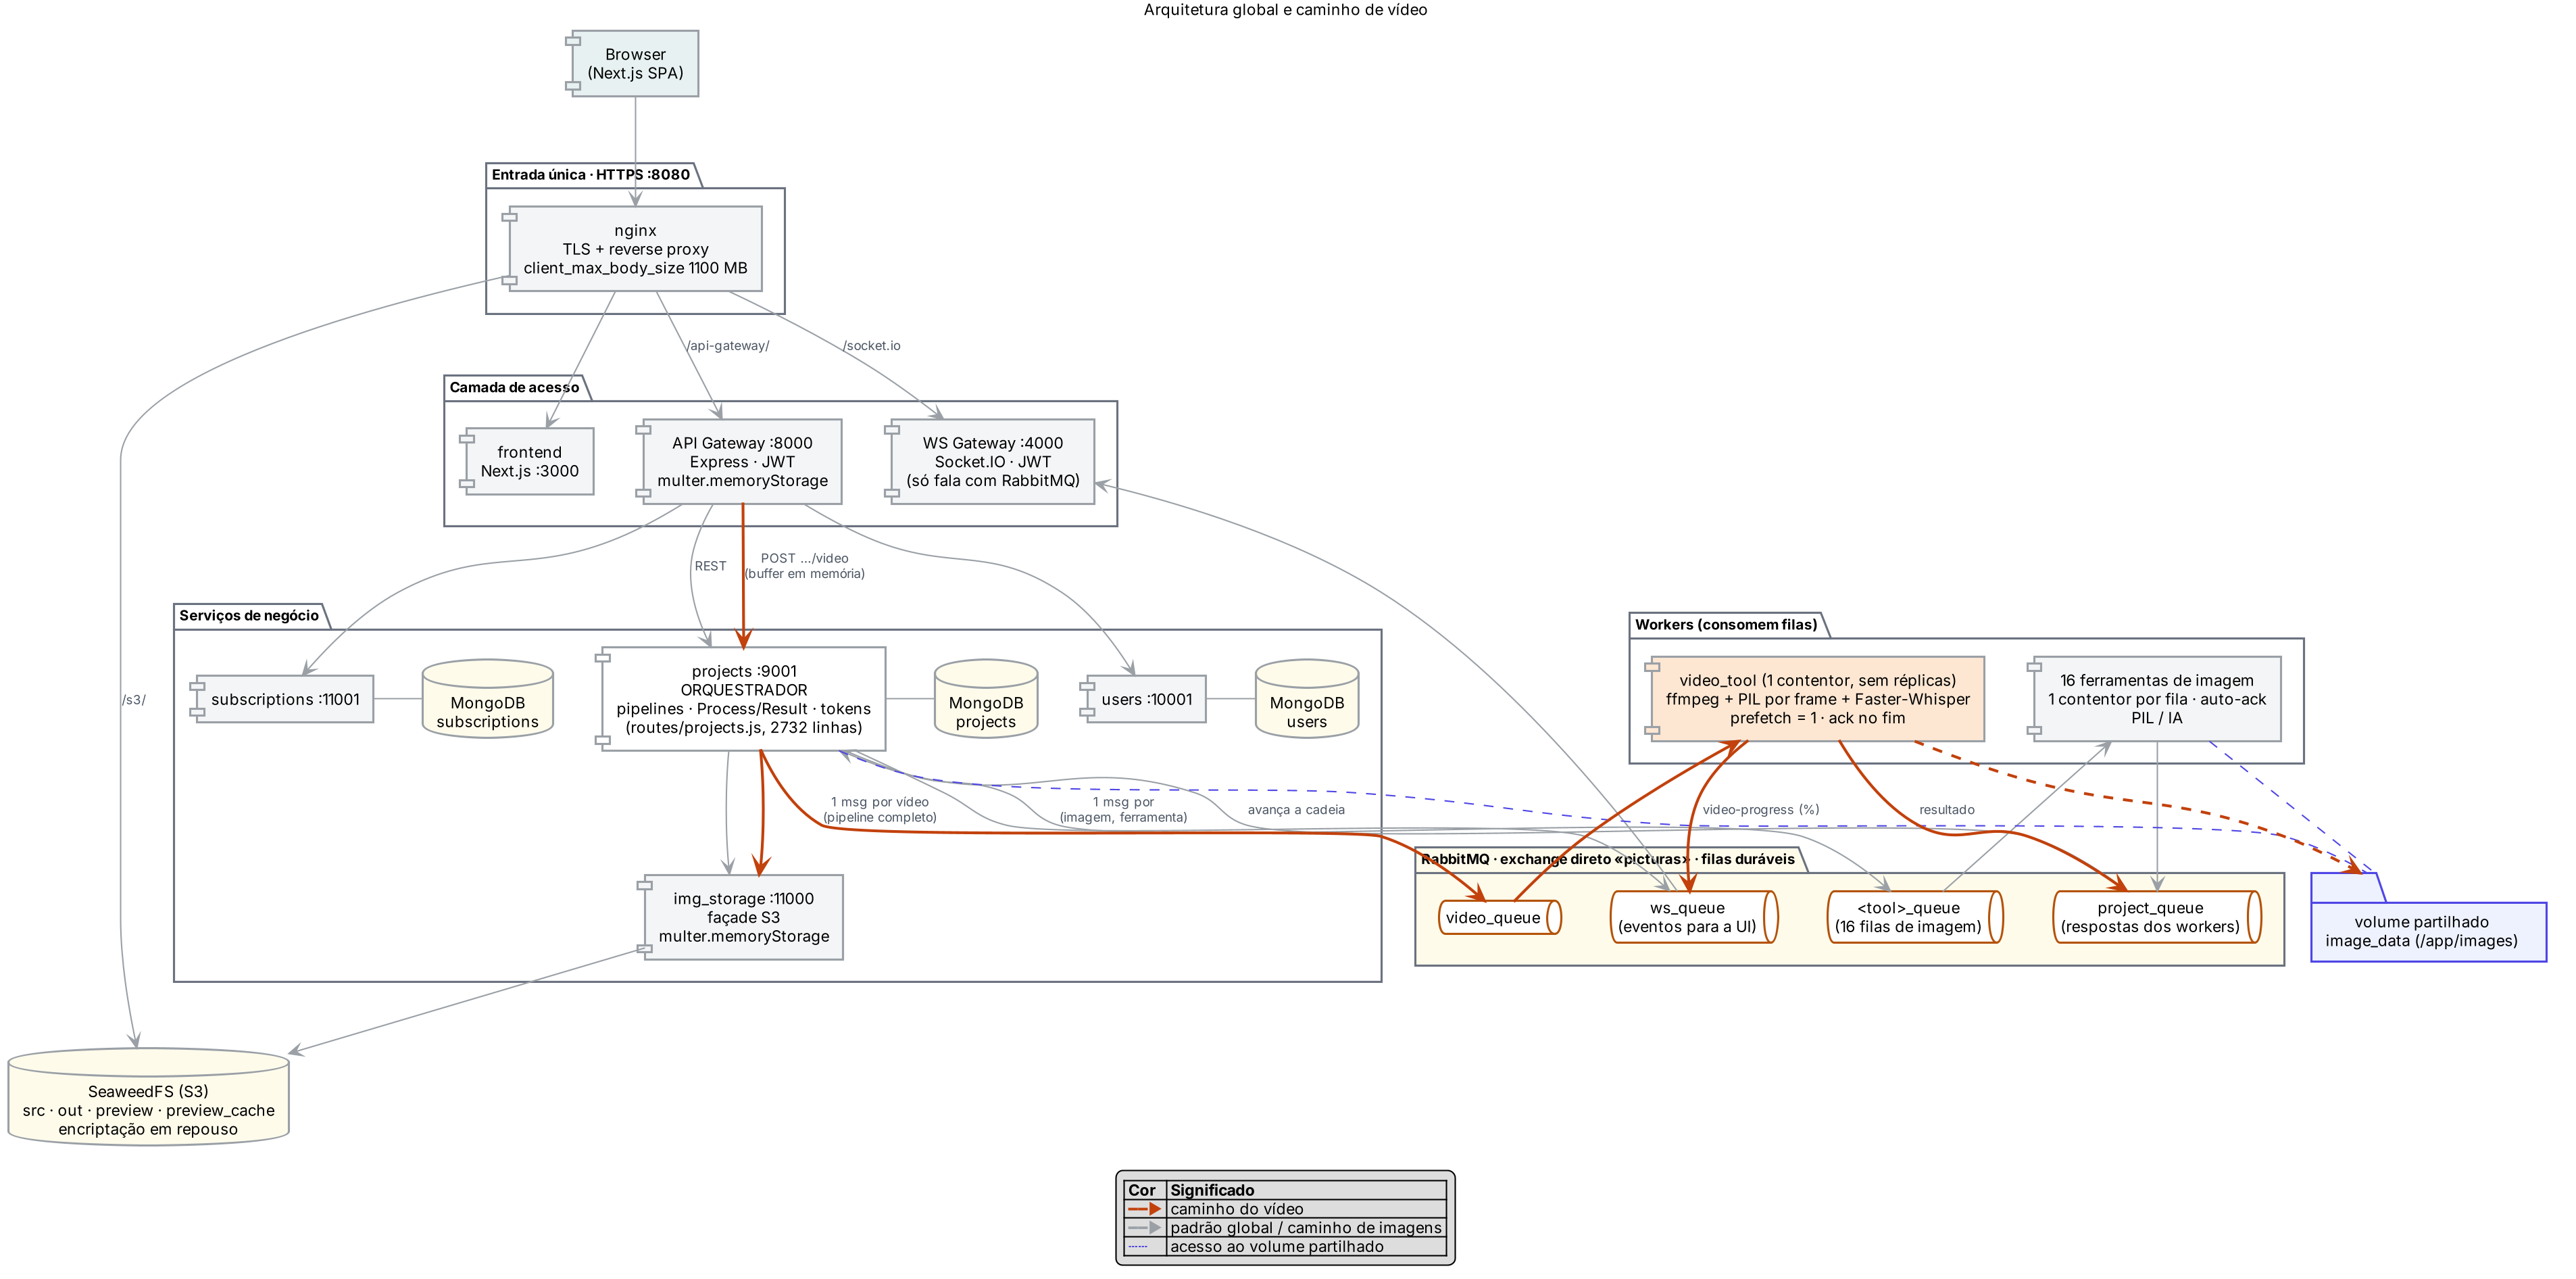 Arquitetura global e caminho de vídeo
Browser
(Next.js SPA)
Entrada única · HTTPS :8080
nginx
TLS + reverse proxy
client_max_body_size 1100 MB
/api-gateway/
/socket.io
Camada de acesso
frontend
Next.js :3000
API Gateway :8000
Express · JWT
multer.memoryStorage
WS Gateway :4000
Socket.IO · JWT
(só fala com RabbitMQ)
REST
POST .../video
(buffer em memória)
/s3/
Serviços de negócio
subscriptions :11001
MongoDB
subscriptions
projects :9001
ORQUESTRADOR
pipelines · Process/Result · tokens
(routes/projects.js, 2732 linhas)
MongoDB
projects
users :10001
MongoDB
users
Workers (consomem filas)
video_tool (1 contentor, sem réplicas)
ffmpeg + PIL por frame + Faster-Whisper
prefetch = 1 · ack no fim
16 ferramentas de imagem
1 contentor por fila · auto-ack
PIL / IA
1 msg por vídeo
(pipeline completo)
1 msg por
(imagem, ferramenta)
avança a cadeia
video-progress (%)
resultado
img_storage :11000
façade S3
multer.memoryStorage
RabbitMQ · exchange direto «picturas» · filas duráveis
video_queue
ws_queue
(eventos para a UI)
<tool>_queue
(16 filas de imagem)
project_queue
(respostas dos workers)
volume partilhado
image_data (/app/images)
SeaweedFS (S3)
src · out · preview · preview_cache
encriptação em repouso
Cor Significado
caminho do vídeo
padrão global / caminho de imagens
acesso ao volume partilhado